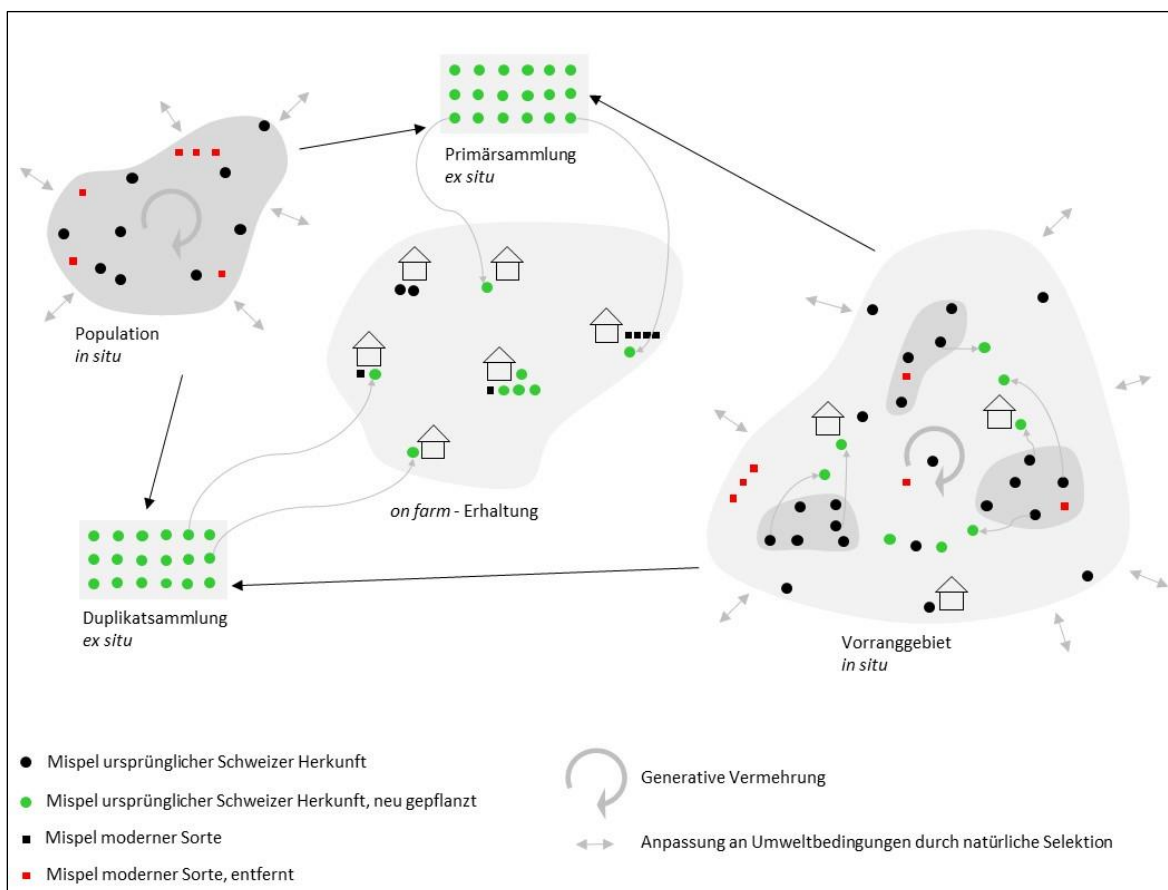 Primärsammlung
ex situ
Population
in situ
on farm - Erhaltung
Duplikatsammlung
ex situ
Vorranggebiet
in situ
Mispel ursprünglicher Schweizer Herkunft
Mispel ursprünglicher Schweizer Herkunft, neu gepflanzt
Mispel moderner Sorte
Mispel moderner Sorte, entfernt
Generative Vermehrung
Anpassung an Umweltbedingungen durch natürliche Selektion